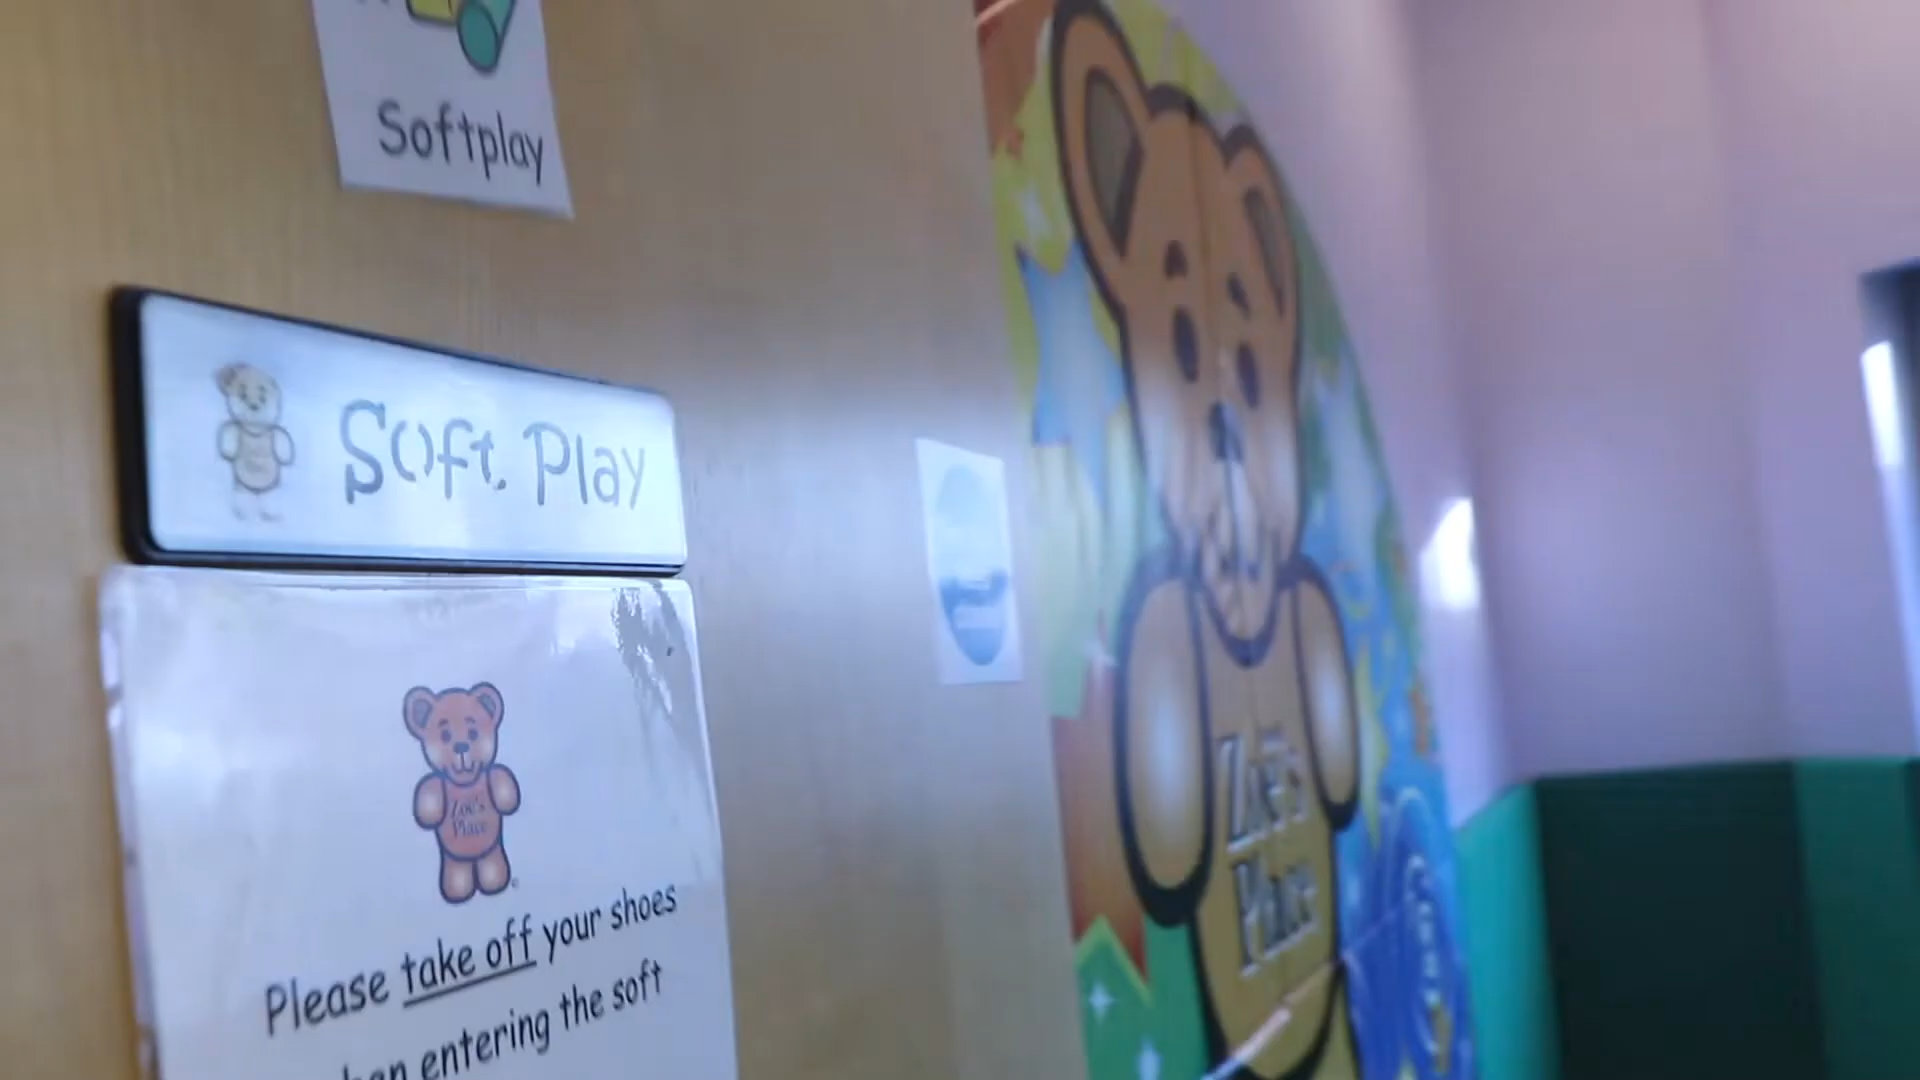 Softplay
Soft Play
Zoe's
Place
Please take off your shoes
entering the soft
Zoe's
Place